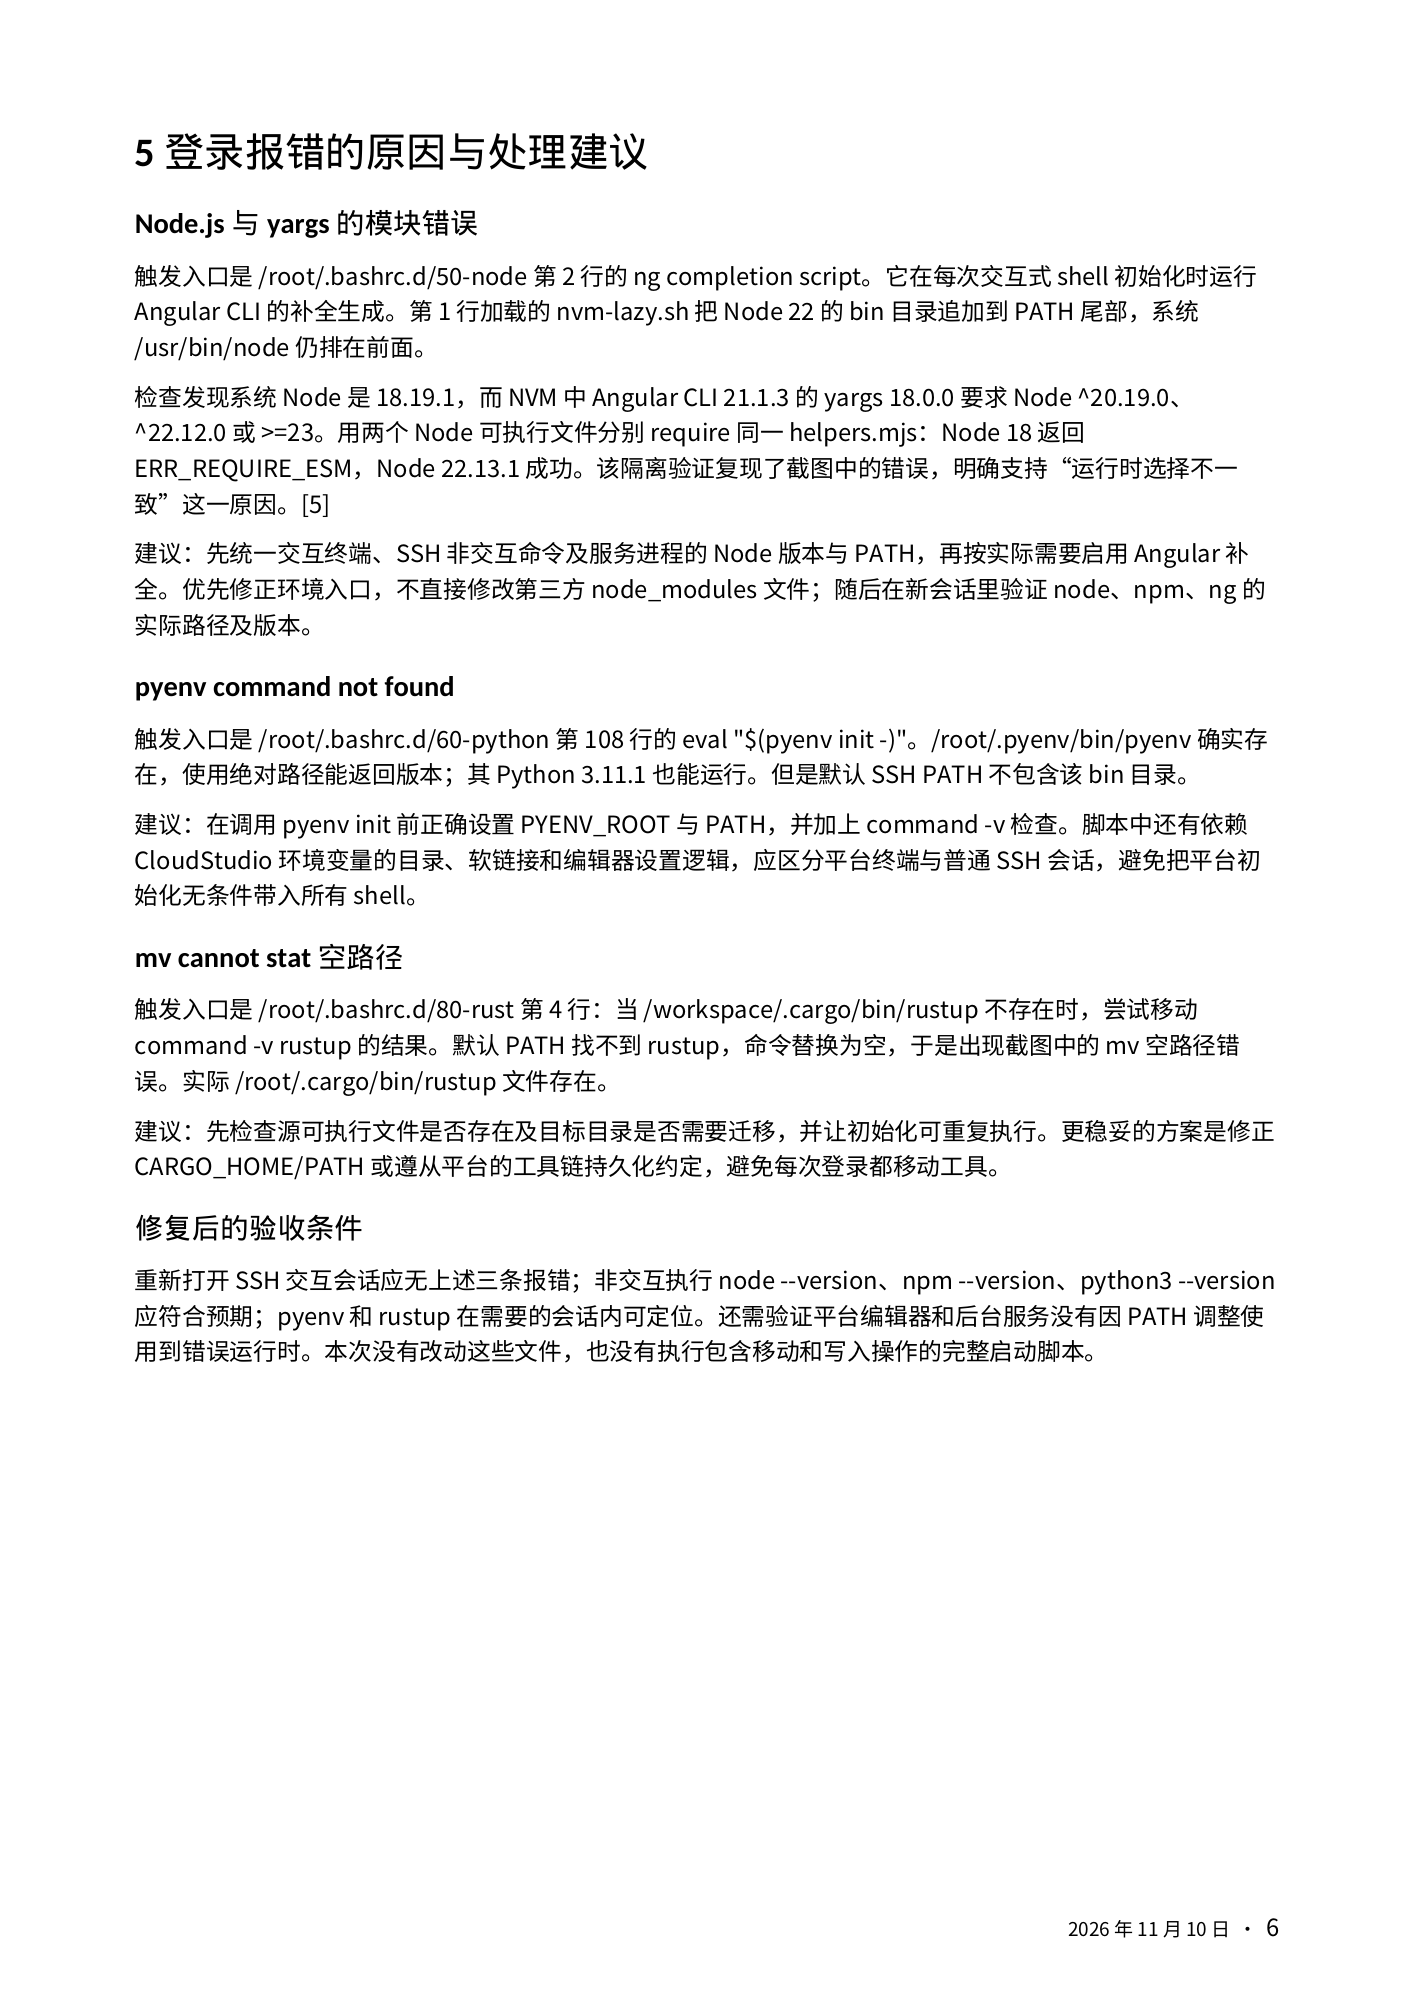 5 登录报错的原因与处理建议
Node.js 与 yargs 的模块错误
触发入口是 /root/.bashrc.d/50-node 第 2 行的 ng completion script。它在每次交互式 shell 初始化时运行
Angular CLI 的补全生成。第 1 行加载的 nvm-lazy.sh 把 Node 22 的 bin 目录追加到 PATH 尾部，系统
/usr/bin/node 仍排在前面。
检查发现系统 Node 是 18.19.1，而 NVM 中 Angular CLI 21.1.3 的 yargs 18.0.0 要求 Node ^20.19.0、
^22.12.0 或 >=23。用两个 Node 可执行文件分别 require 同一 helpers.mjs：Node 18 返回
ERR_REQUIRE_ESM，Node 22.13.1 成功。该隔离验证复现了截图中的错误，明确支持“运行时选择不一
致”这一原因。[5]
建议：先统一交互终端、SSH 非交互命令及服务进程的 Node 版本与 PATH，再按实际需要启用 Angular 补
全。优先修正环境入口，不直接修改第三方 node_modules 文件；随后在新会话里验证 node、npm、ng 的
实际路径及版本。
pyenv command not found
触发入口是 /root/.bashrc.d/60-python 第 108 行的 eval "$(pyenv init -)"。/root/.pyenv/bin/pyenv 确实存
在，使用绝对路径能返回版本；其 Python 3.11.1 也能运行。但是默认 SSH PATH 不包含该 bin 目录。
建议：在调用 pyenv init 前正确设置 PYENV_ROOT 与 PATH，并加上 command -v 检查。脚本中还有依赖
CloudStudio 环境变量的目录、软链接和编辑器设置逻辑，应区分平台终端与普通 SSH 会话，避免把平台初
始化无条件带入所有 shell。
mv cannot stat 空路径
触发入口是 /root/.bashrc.d/80-rust 第 4 行：当 /workspace/.cargo/bin/rustup 不存在时，尝试移动
command -v rustup 的结果。默认 PATH 找不到 rustup，命令替换为空，于是出现截图中的 mv 空路径错
误。实际 /root/.cargo/bin/rustup 文件存在。
建议：先检查源可执行文件是否存在及目标目录是否需要迁移，并让初始化可重复执行。更稳妥的方案是修正
CARGO_HOME/PATH 或遵从平台的工具链持久化约定，避免每次登录都移动工具。
修复后的验收条件
重新打开 SSH 交互会话应无上述三条报错；非交互执行 node --version、npm --version、python3 --version
应符合预期；pyenv 和 rustup 在需要的会话内可定位。还需验证平台编辑器和后台服务没有因 PATH 调整使
用到错误运行时。本次没有改动这些文件，也没有执行包含移动和写入操作的完整启动脚本。
2026 年 11 月 10 日 · 6